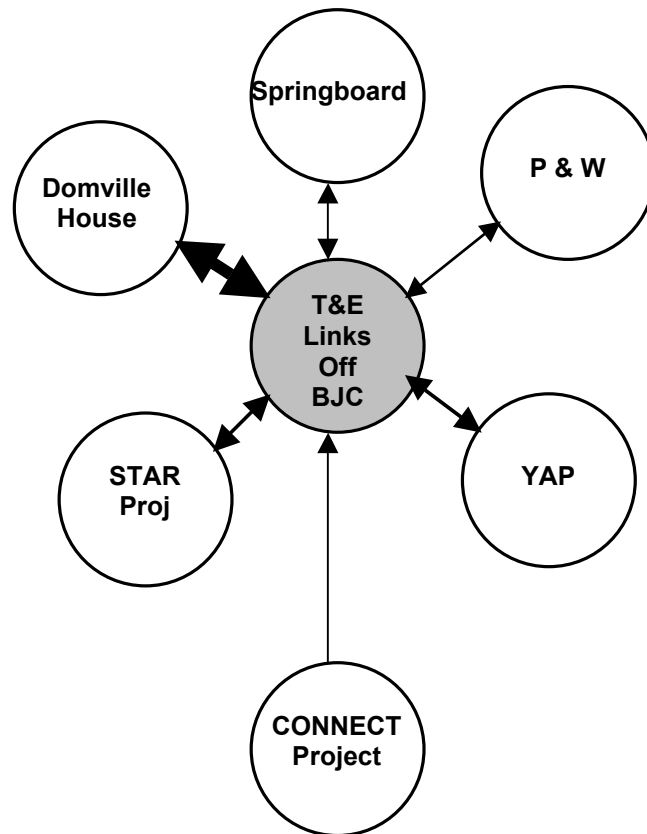 Springboard
P & W
Domville
House
T&E
Links
Off
BJC
STAR
Proj
YAP
CONNECT
Project